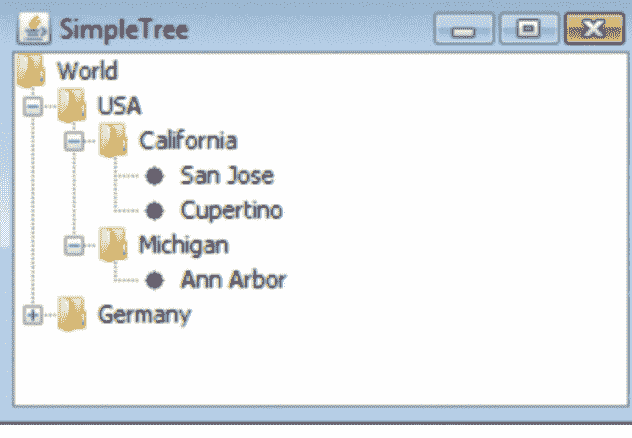 SimpleTree
World
USA
California
San Jose
Cupertino
Michigan
Ann Arbor
Germany